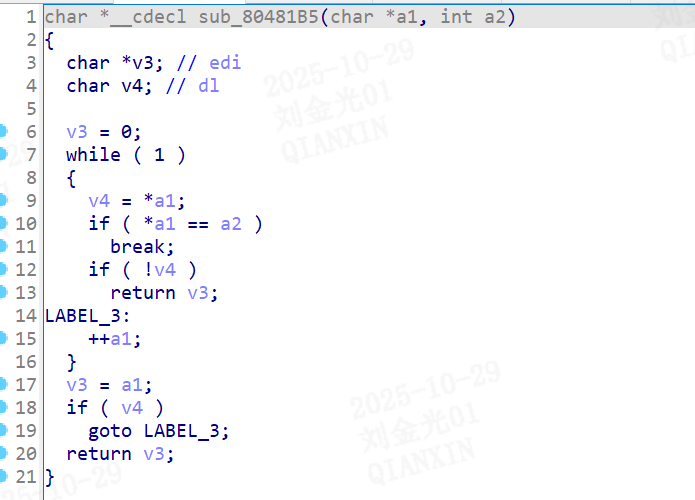 1 char *__cdecl sub_80481B5(char *a1, int a2)
2 {
3 char *v3; // edi
4 char v4; // dl
5
6 v3 = 0;
7 while ( 1 )
8 {
9 v4 = *a1;
10 if ( *a1 == a2 )
11 break;
12 if ( !v4 )
13 return v3;
14 LABEL_3:
15 ++a1;
16 }
17 v3 = a1;
18 if ( v4 )
19 goto LABEL_3;
20 return v3;
21 }
2025-10-29
刘金光01
QIANXIN
2025-10-29
刘金光01
QIANXIN